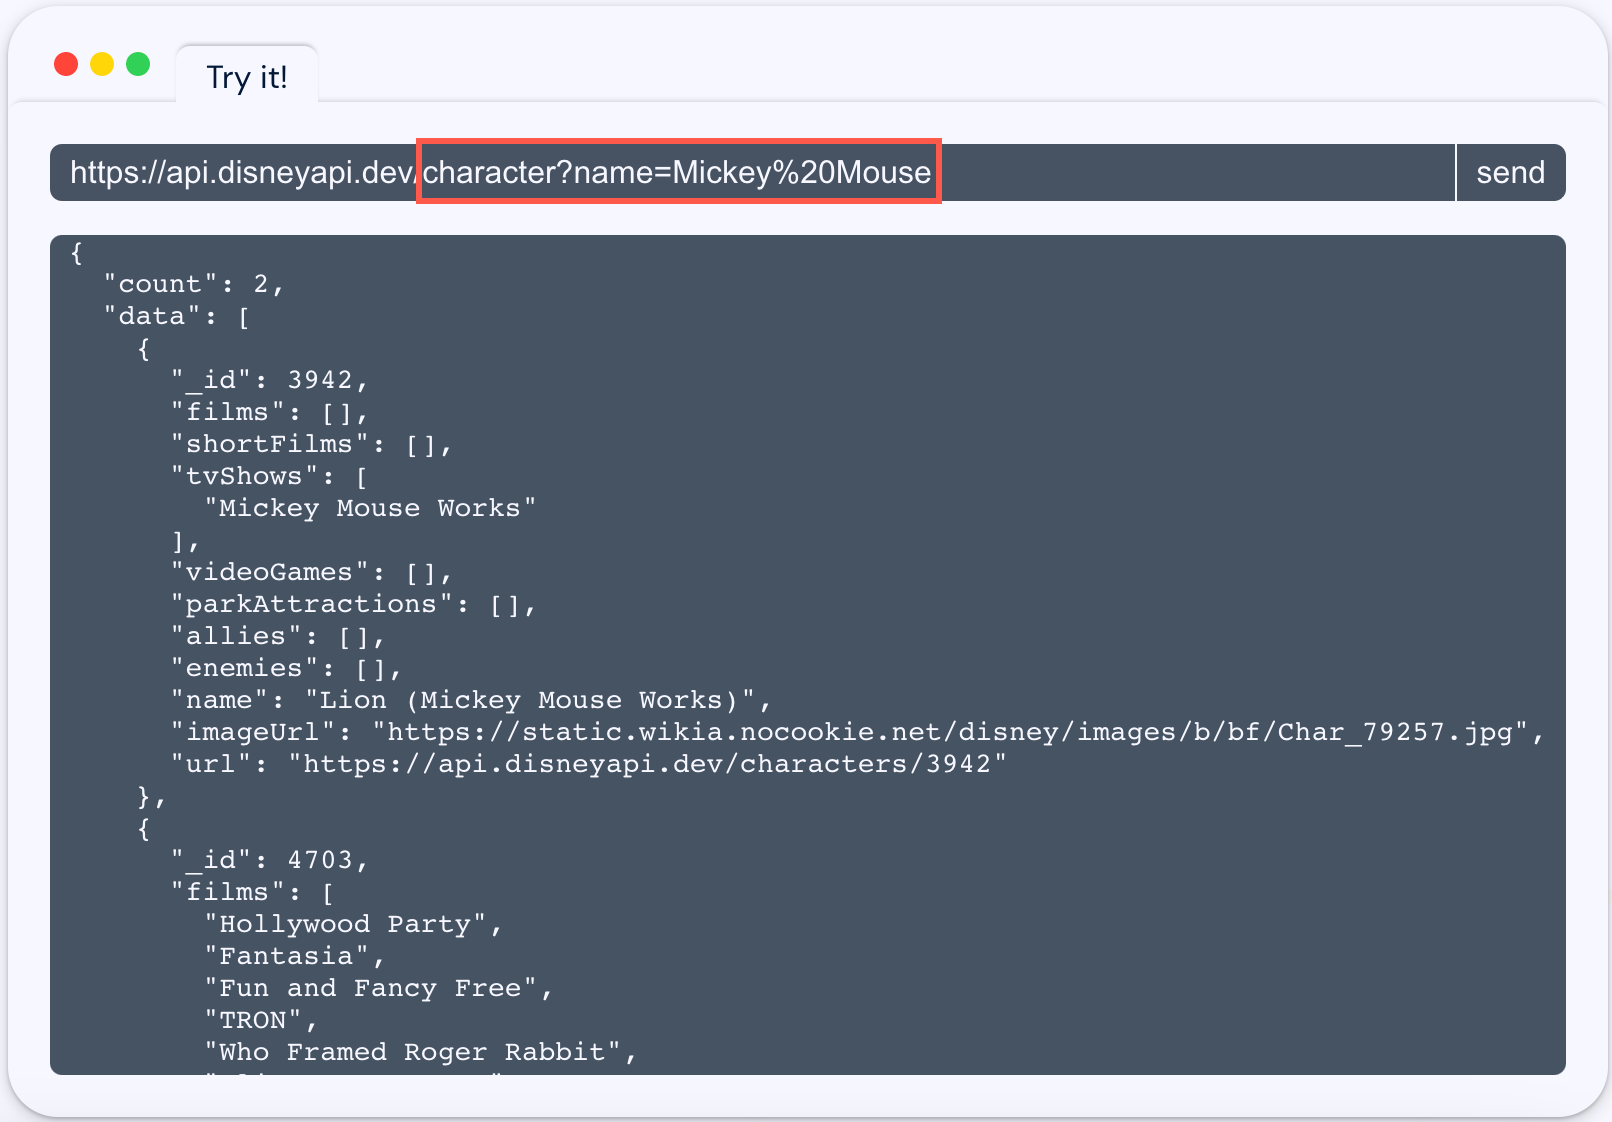 Try it!
https://api.disneyapi.dev/character?name=Mickey%20Mouse send
{
"count": 2,
"data": [
{
"_id": 3942,
"films": [],
"shortFilms": [],
"tvShows": [
"Mickey Mouse Works"
],
"videoGames": [],
"parkAttractions": [],
"allies": [],
"enemies": [],
"name": "Lion (Mickey Mouse Works)",
"imageUrl": "https://static.wikia.nocookie.net/disney/images/b/bf/Char_79257.jpg",
"url": "https://api.disneyapi.dev/characters/3942"
},
{
"_id": 4703,
"films": [
"Hollywood Party",
"Fantasia",
"Fun and Fancy Free",
"TRON",
"Who Framed Roger Rabbit",